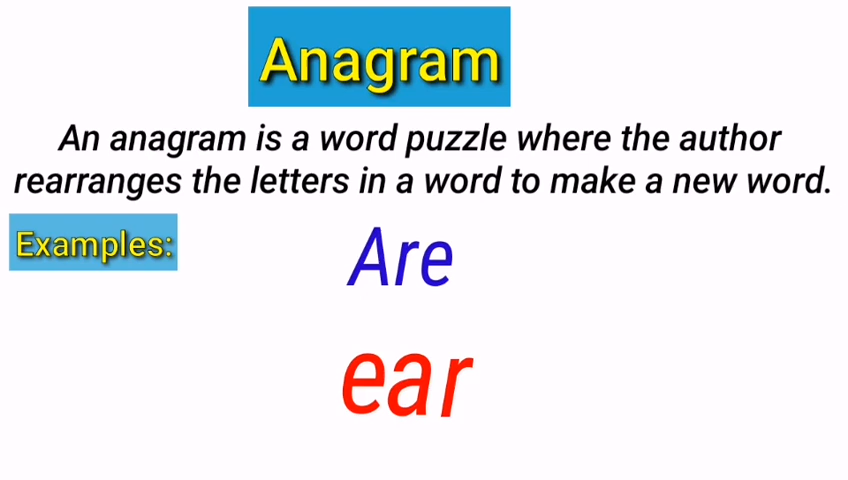 Anagram
An anagram is a word puzzle where the author
rearranges the letters in a word to make a new word.
Examples:
Are
ear